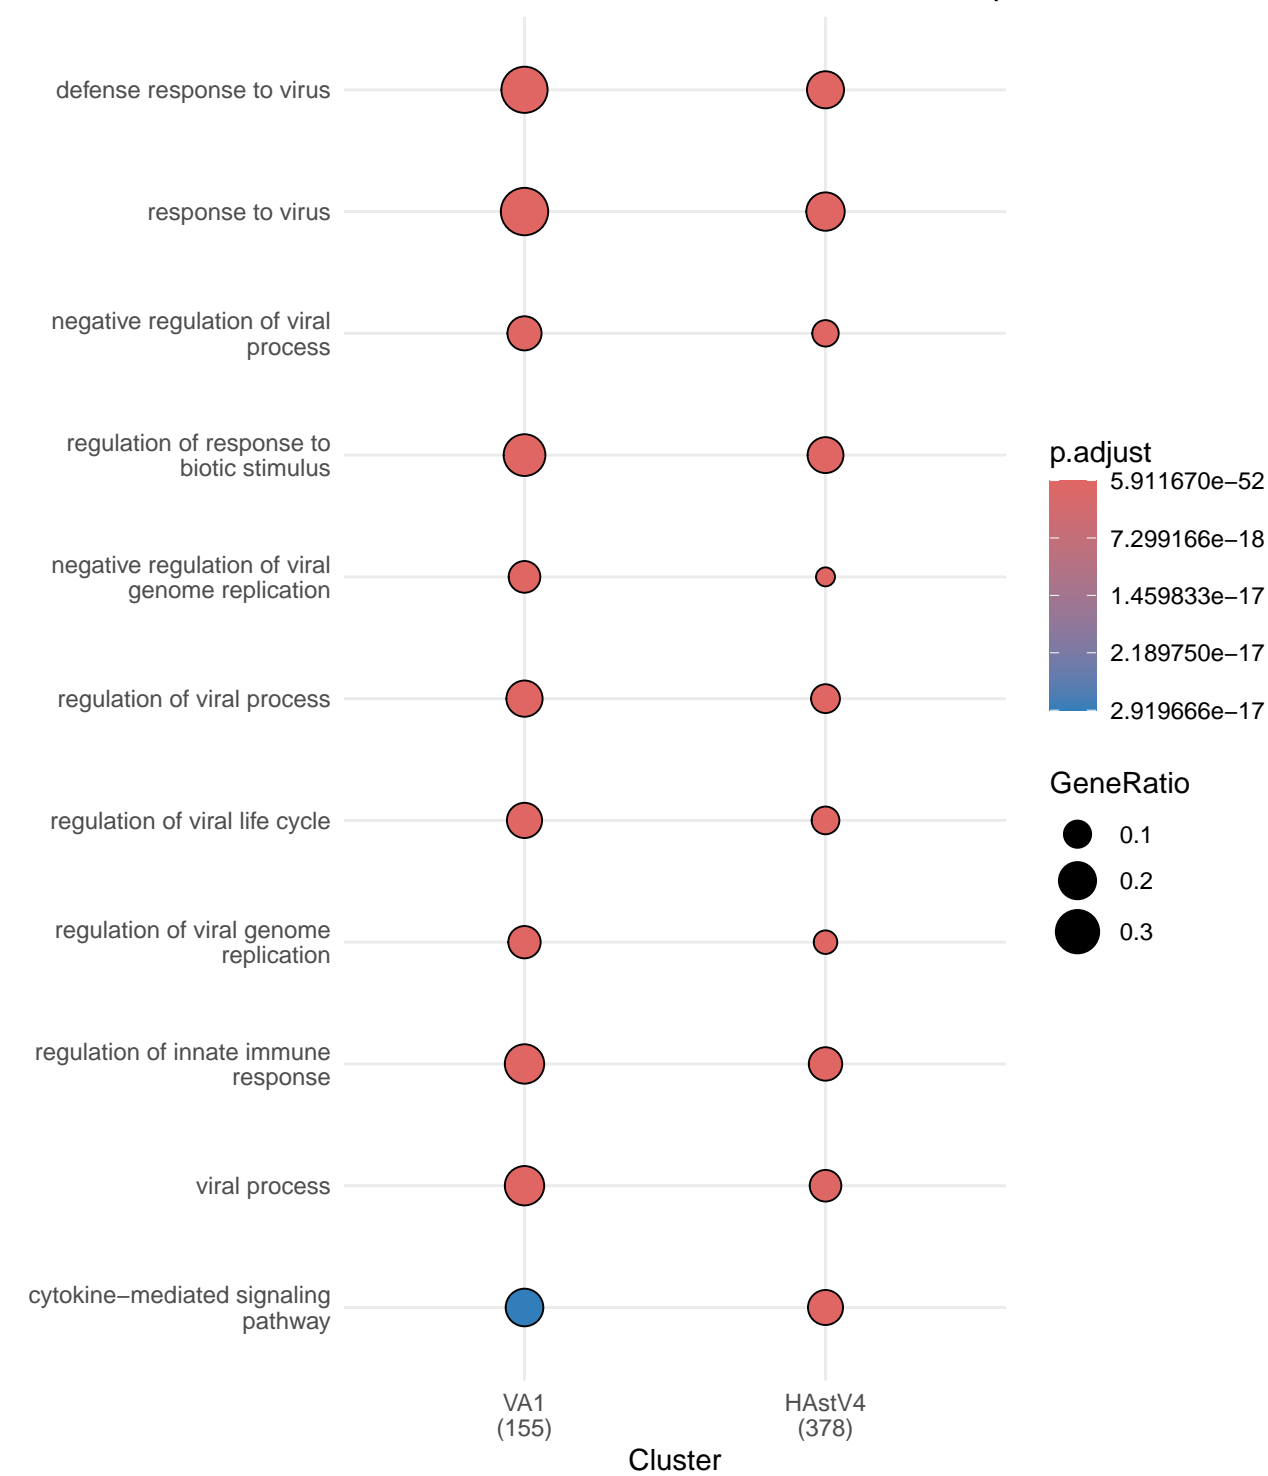 defense response to virus
response to virus
negative regulation of viral
process
regulation of response to
biotic stimulus
negative regulation of viral
genome replication
regulation of viral process
regulation of viral life cycle
regulation of viral genome
replication
regulation of innate immune
response
viral process
cytokine−mediated signaling
pathway
VA1
(155)
HAstV4
(378)
Cluster
p.adjust
5.911670e−52
7.299166e−18
1.459833e−17
2.189750e−17
2.919666e−17
GeneRatio
0.1
0.2
0.3